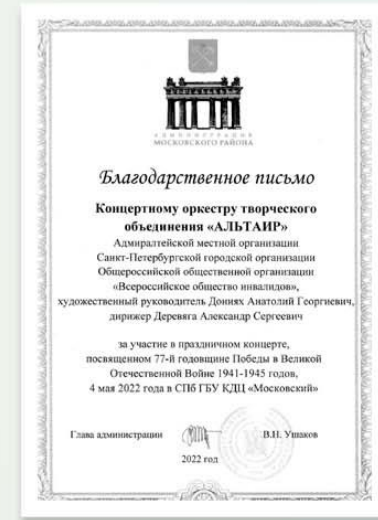 АДМИНИСТРАЦИЯ
МОСКОВСКОГО РАЙОНА
Благодарственное письмо
Концертному оркестру творческого
объединения «АЛЬТАИР»
Адмиралтейской местной организации
Санкт-Петербургской городской организации
Общероссийской общественной организации
«Всероссийское общество инвалидов»,
художественный руководитель Дониях Анатолий Георгиевич,
дирижер Деревяга Александр Сергеевич
за участие в праздничном концерте,
посвященном 77-й годовщине Победы в Великой
Отечественной Войне 1941-1945 годов,
4 мая 2022 года в СПб ГБУ КДЦ «Московский»
Глава администрации В.Н. Ушаков
2022 год